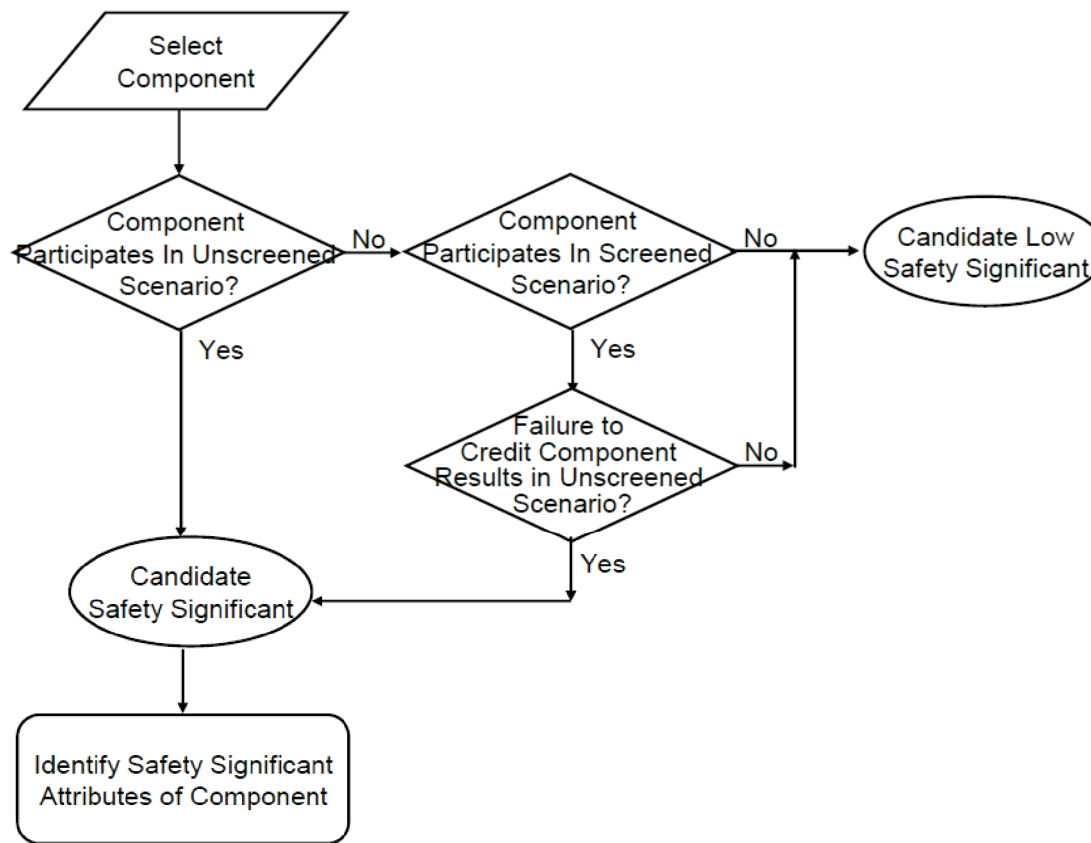 Select
Component
Component
Participates In Unscreened
Scenario?
No
Component
Participates In Screened
Scenario?
No
Candidate Low
Safety Significant
Yes
Yes
Failure to
Credit Component
Results in Unscreened
Scenario?
No
Yes
Candidate
Safety Significant
Identify Safety Significant
Attributes of Component